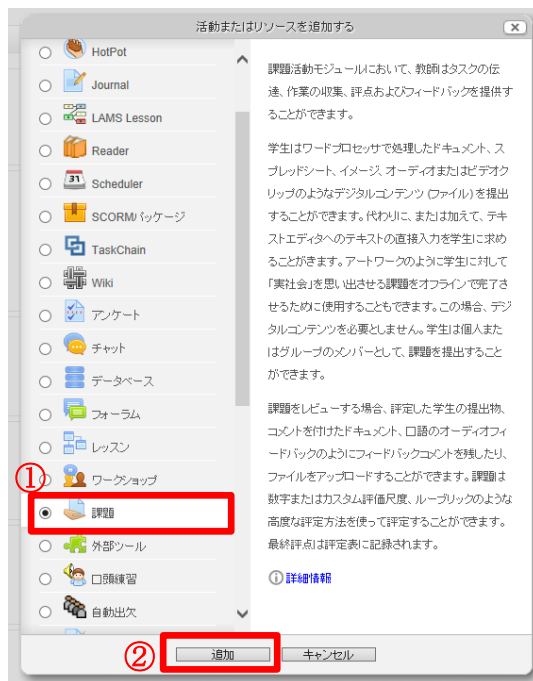 活動またはリソースを追加する
HotPot
Journal
LAMS Lesson
Reader
Scheduler
SCORMパッケージ
TaskChain
Wiki
アンケート
チャット
データベース
フォーラム
レッスン
① ワークショップ
課題
外部ツール
口頭練習
自動出欠
課題活動モジュールにおいて、教師はタスクの伝
達、作業の収集、評点およびフィードバックを提供す
ることができます。
学生はワードプロセッサで処理したドキュメント、ス
プレッドシート、イメージ、オーディオまたはビデオク
リップのようなデジタルコンテンツ (ファイル) を提出
することができます。代わりに、または加えて、テキ
ストエディタへのテキストの直接入力を学生に求め
ることがきます。アートワークのように学生に対して
「実社会」を思い出させる課題をオフラインで完了さ
せるために使用することもできます。この場合、デジ
タルコンテンツを必要としません。学生は個人また
はグループのメンバーとして、課題を提出すること
ができます。
課題をレビューする場合、評定した学生の提出物、
コメントを付けたドキュメント、口語のオーディオフィ
ードバックのようにフィードバックコメントを残したり、
ファイルをアップロードすることができます。課題は
数字またはカスタム評価尺度、ルーブリックのような
高度な評定方法を使って評定することができます。
最終評点は評定表に記録されます。
詳細情報
② 追加 キャンセル